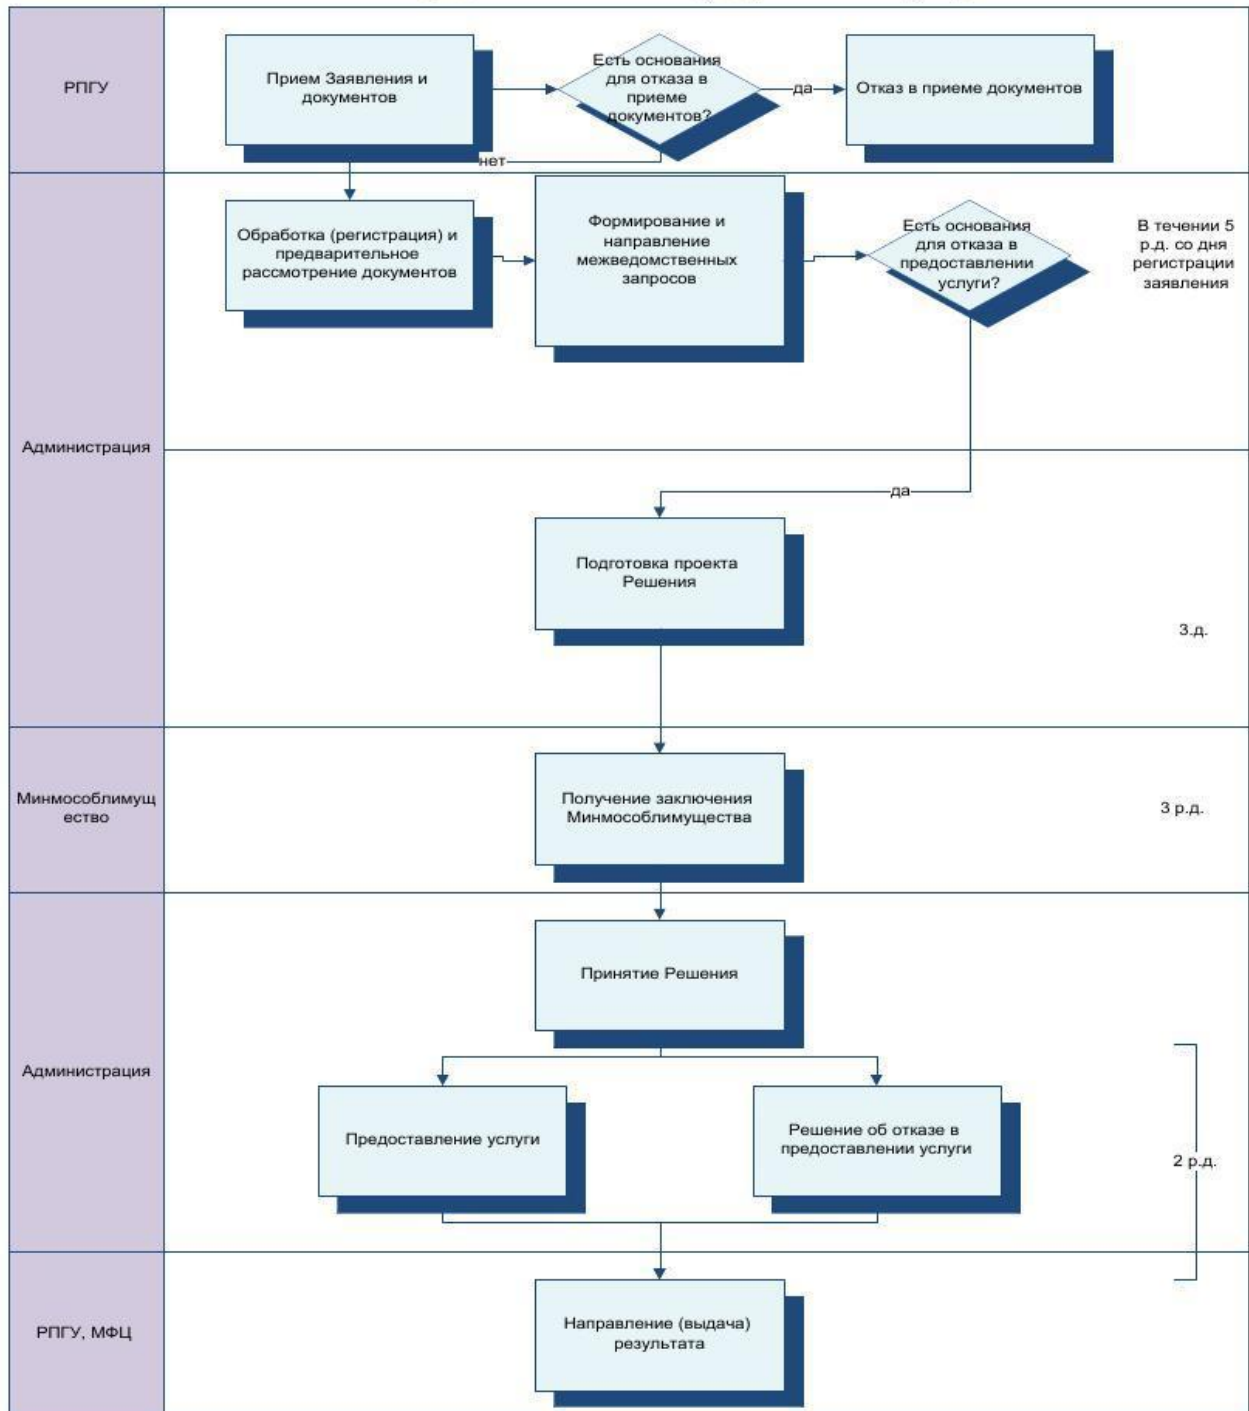 РПГУ
Прием Заявления и
документов
Есть основания
для отказа в
приеме
документов?
да
Отказ в приеме документов
нет
Администрация
Обработка (регистрация) и
предварительное
рассмотрение документов
Формирование и
направление
межведомственных
запросов
Есть основания
для отказа в
предоставлении
услуги?
В течении 5
р.д. со дня
регистрации
заявления
да
Подготовка проекта
Решения
3.д.
Минмособлимущ
ество
Получение заключения
Минмособлимущества
3 р.д.
Администрация
Принятие Решения
Предоставление услуги
Решение об отказе в
предоставлении услуги
2 р.д.
РПГУ, МФЦ
Направление (выдача)
результата